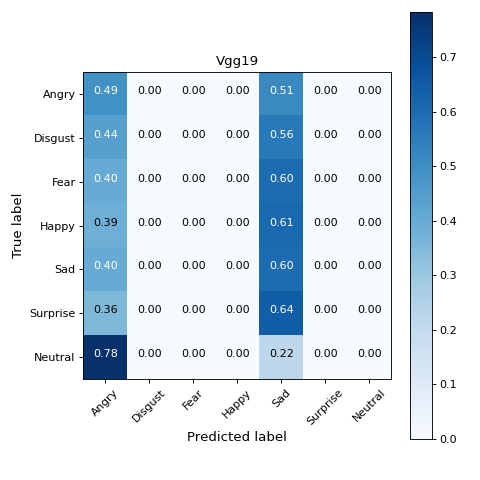 Vgg19
Angry 0.49 0.00 0.00 0.00 0.51 0.00 0.00
Disgust 0.44 0.00 0.00 0.00 0.56 0.00 0.00
Fear 0.40 0.00 0.00 0.00 0.60 0.00 0.00
Happy 0.39 0.00 0.00 0.00 0.61 0.00 0.00
Sad 0.40 0.00 0.00 0.00 0.60 0.00 0.00
Surprise 0.36 0.00 0.00 0.00 0.64 0.00 0.00
Neutral 0.78 0.00 0.00 0.00 0.22 0.00 0.00
Angry Disgust Fear Happy Sad Surprise Neutral
Predicted label
True label
0.7
0.6
0.5
0.4
0.3
0.2
0.1
0.0